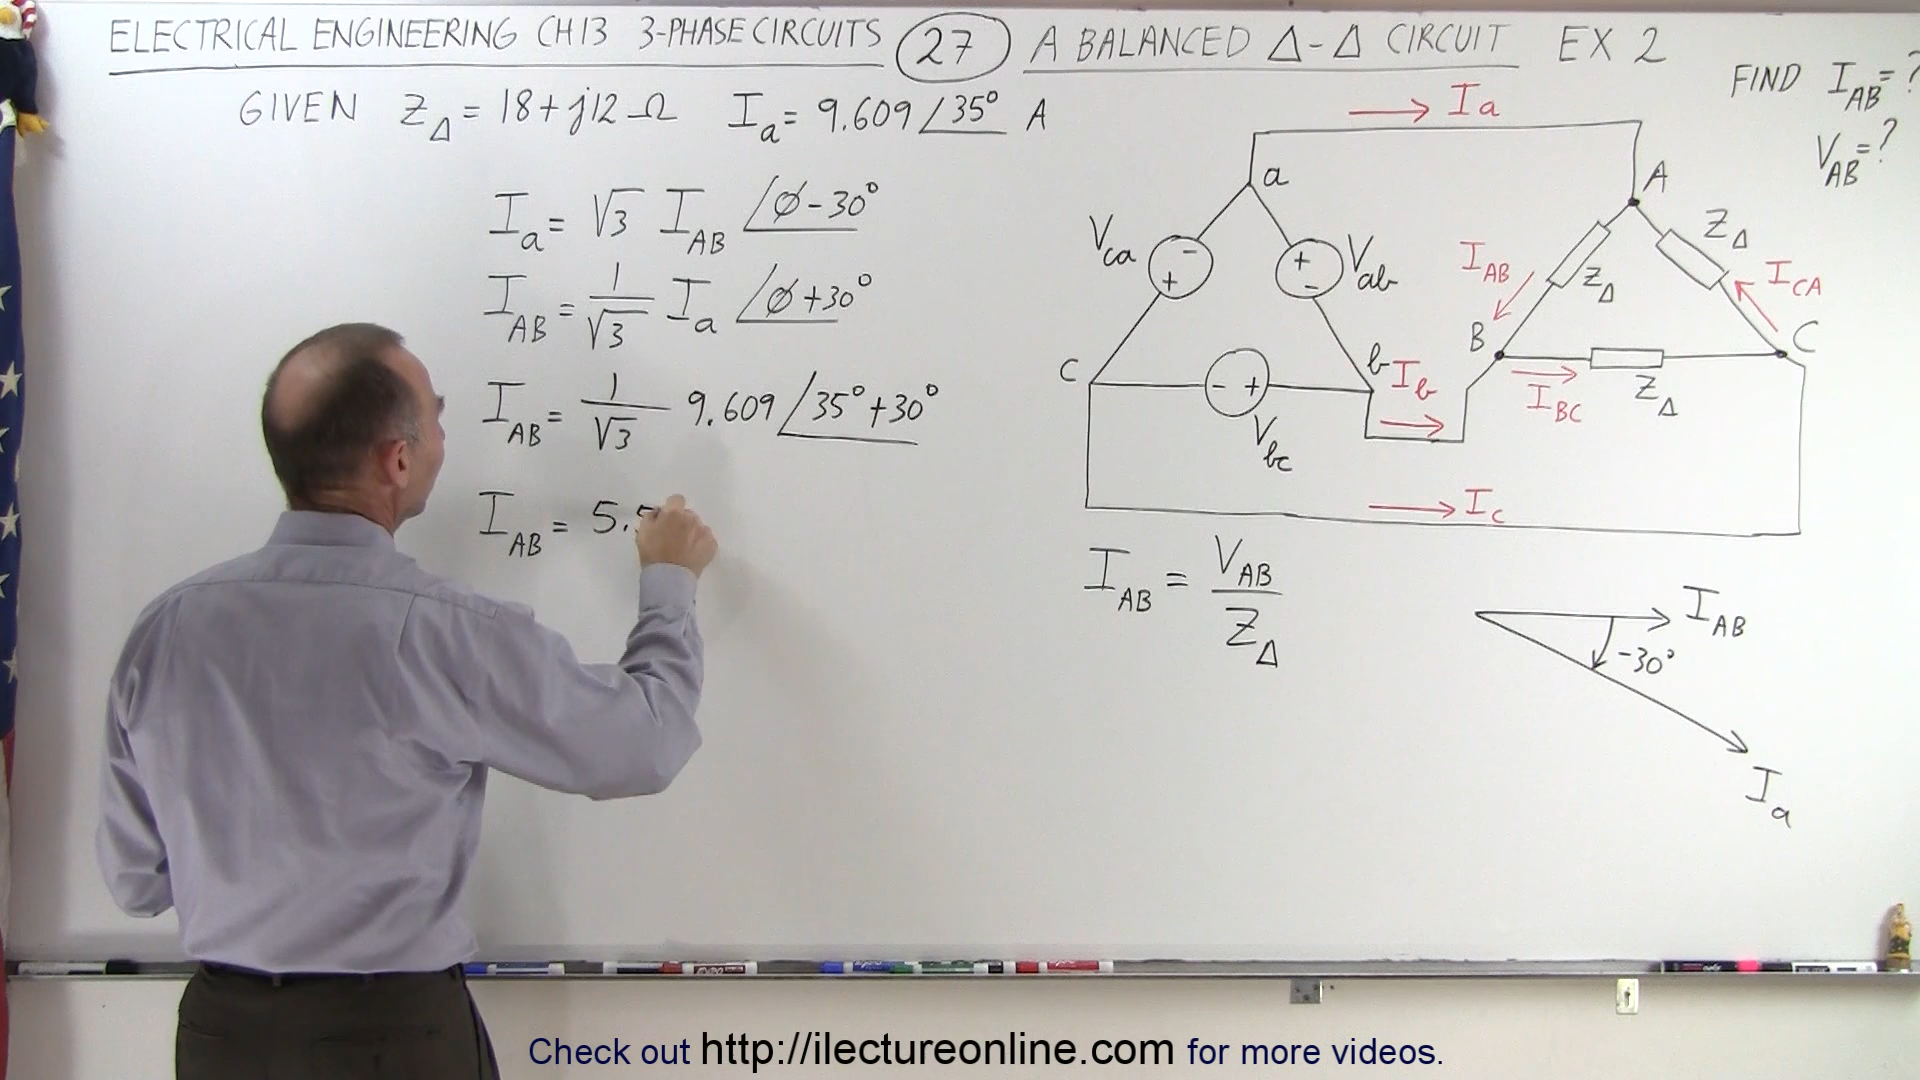 ELECTRICAL ENGINEERING CH 13 3-PHASE CIRCUITS 27 A BALANCED Δ-Δ CIRCUIT EX 2
FIND I_AB = ?
V_AB = ?
GIVEN Z_Δ = 18 + j12 Ω I_a = 9.609 /35° A
I_a = √3 I_AB /ϕ-30°
I_AB = 1/√3 I_a /ϕ+30°
I_AB = 1/√3 9.609 /35°+30°
I_AB = 5.5
I_a
a
A
V_ca
- +
+ -
V_ab
I_AB
Z_Δ
Z_Δ
I_CA
C
b
I_b
B
C
- +
V_bc
I_BC
Z_Δ
I_c
I_AB = V_AB / Z_Δ
I_AB
-30°
I_a
Check out http://ilectureonline.com for more videos.